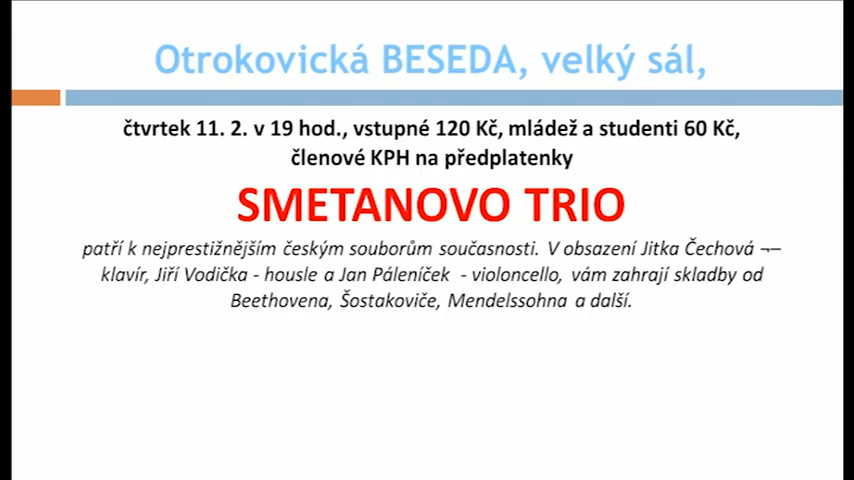 Otrokovická BESEDA, velký sál,
čtvrtek 11. 2. v 19 hod., vstupné 120 Kč, mládež a studenti 60 Kč,
členové KPH na předplatenky
SMETANOVO TRIO
patří k nejprestižnějším českým souborům současnosti. V obsazení Jitka Čechová ¬–
klavír, Jiří Vodička - housle a Jan Páleníček - violoncello, vám zahrají skladby od
Beethovena, Šostakoviče, Mendelssohna a další.